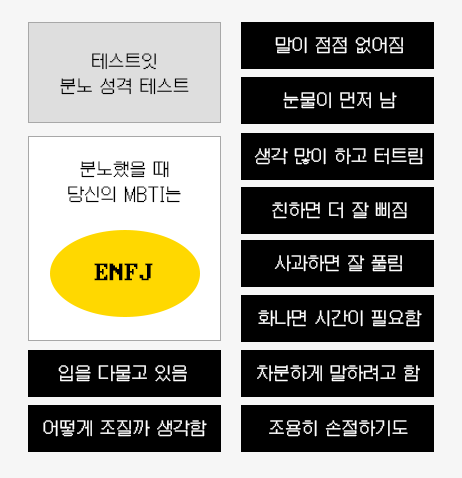 테스트잇
분노 성격 테스트
분노했을 때
당신의 MBTI는
ENFJ
입을 다물고 있음
어떻게 조질까 생각함
말이 점점 없어짐
눈물이 먼저 남
생각 많이 하고 터트림
친하면 더 잘 삐짐
사과하면 잘 풀림
화나면 시간이 필요함
차분하게 말하려고 함
조용히 손절하기도